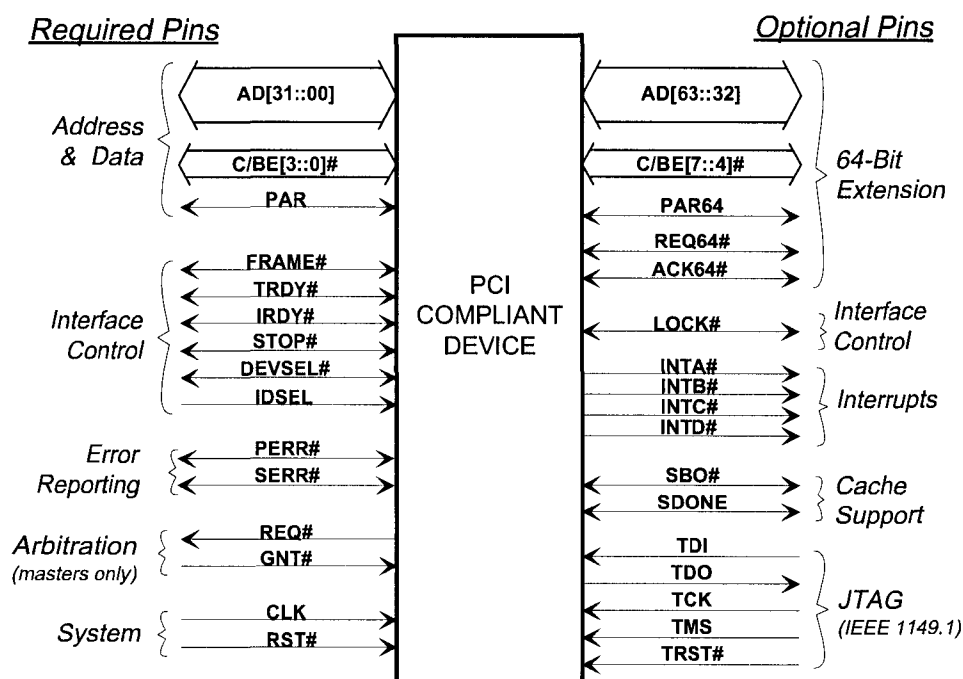 Required Pins
Optional Pins
Address
& Data
AD[31::00]
C/BE[3::0]#
PAR
Interface
Control
FRAME#
TRDY#
IRDY#
STOP#
DEVSEL#
IDSEL
Error
Reporting
PERR#
SERR#
Arbitration
(masters only)
REQ#
GNT#
System
CLK
RST#
PCI
COMPLIANT
DEVICE
AD[63::32]
C/BE[7::4]#
PAR64
REQ64#
ACK64#
64-Bit
Extension
LOCK#
Interface
Control
INTA#
INTB#
INTC#
INTD#
Interrupts
SBO#
SDONE
Cache
Support
TDI
TDO
TCK
TMS
TRST#
JTAG
(IEEE 1149.1)